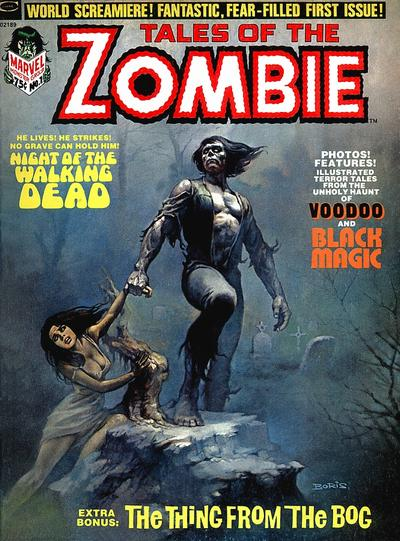 WORLD SCREAMIERE! FANTASTIC, FEAR-FILLED FIRST ISSUE!
02189
MARVEL
75¢ NO.1
TALES OF THE
ZOMBIE
TM
HE LIVES! HE STRIKES!
NO GRAVE CAN HOLD HIM!
NIGHT OF THE
WALKING
DEAD
PHOTOS!
FEATURES!
ILLUSTRATED
TERROR TALES
FROM THE
UNHOLY HAUNT
OF
VOODOO
AND
BLACK
MAGIC
BORIS
EXTRA
BONUS:
THE THING FROM THE BOG